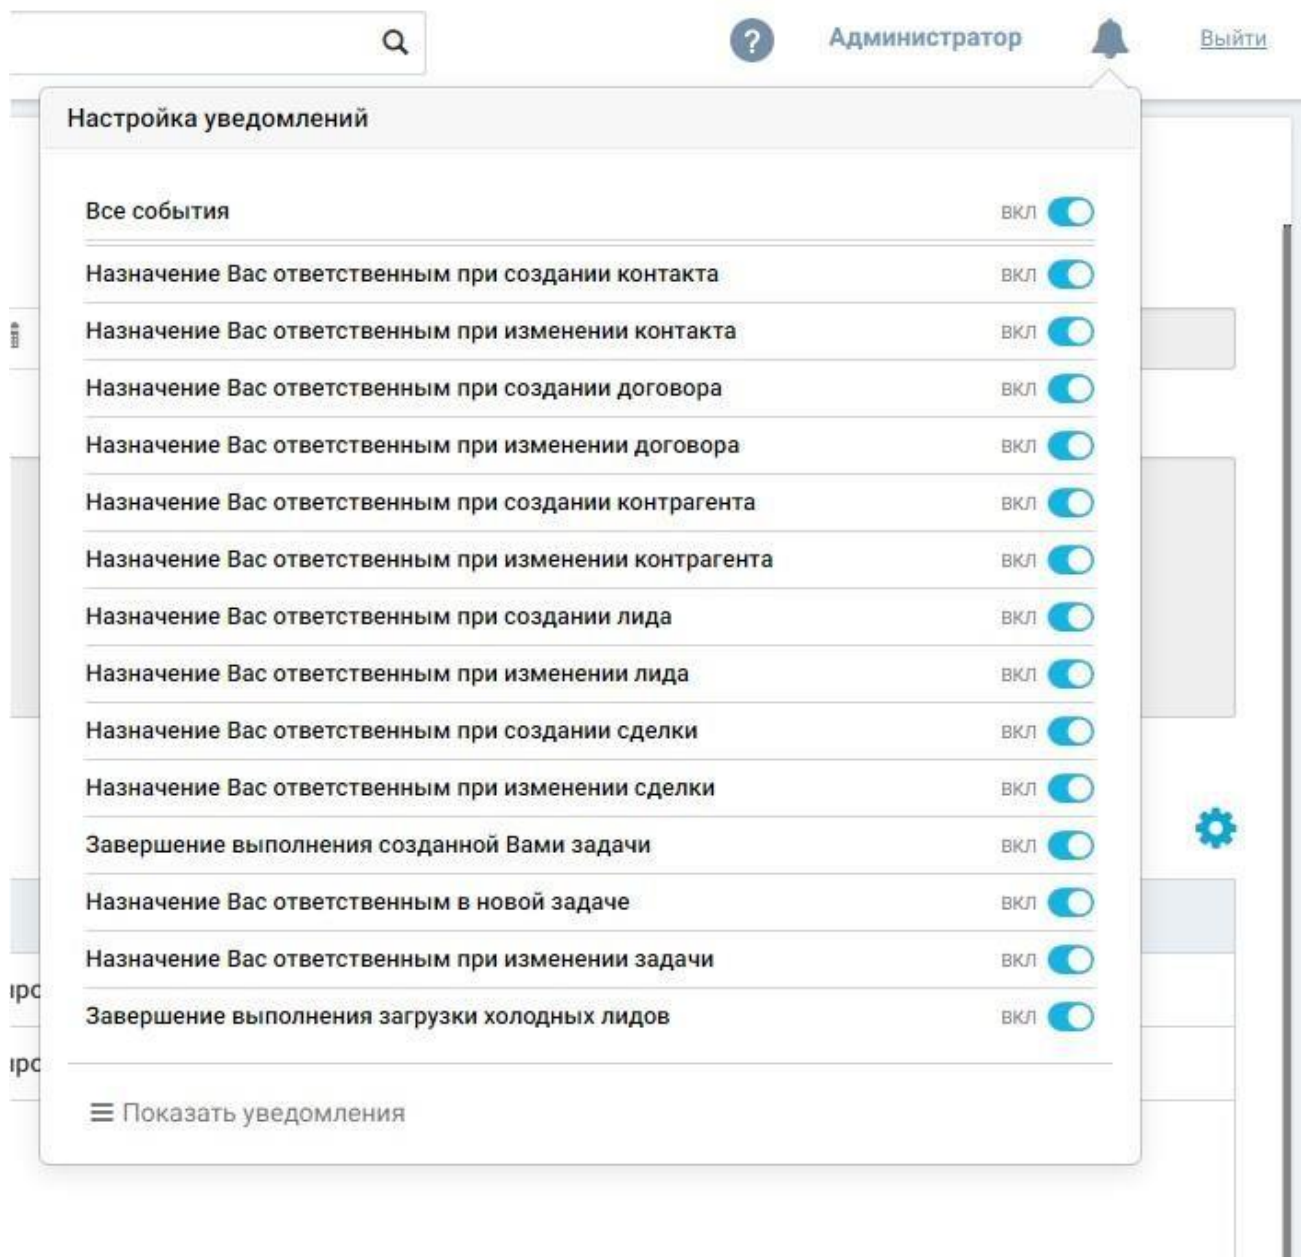 ? Администратор Выйти
Настройка уведомлений
Все события ВКЛ
Назначение Вас ответственным при создании контакта ВКЛ
Назначение Вас ответственным при изменении контакта ВКЛ
Назначение Вас ответственным при создании договора ВКЛ
Назначение Вас ответственным при изменении договора ВКЛ
Назначение Вас ответственным при создании контрагента ВКЛ
Назначение Вас ответственным при изменении контрагента ВКЛ
Назначение Вас ответственным при создании лида ВКЛ
Назначение Вас ответственным при изменении лида ВКЛ
Назначение Вас ответственным при создании сделки ВКЛ
Назначение Вас ответственным при изменении сделки ВКЛ
Завершение выполнения созданной Вами задачи ВКЛ
Назначение Вас ответственным в новой задаче ВКЛ
Назначение Вас ответственным при изменении задачи ВКЛ
Завершение выполнения загрузки холодных лидов ВКЛ
Показать уведомления